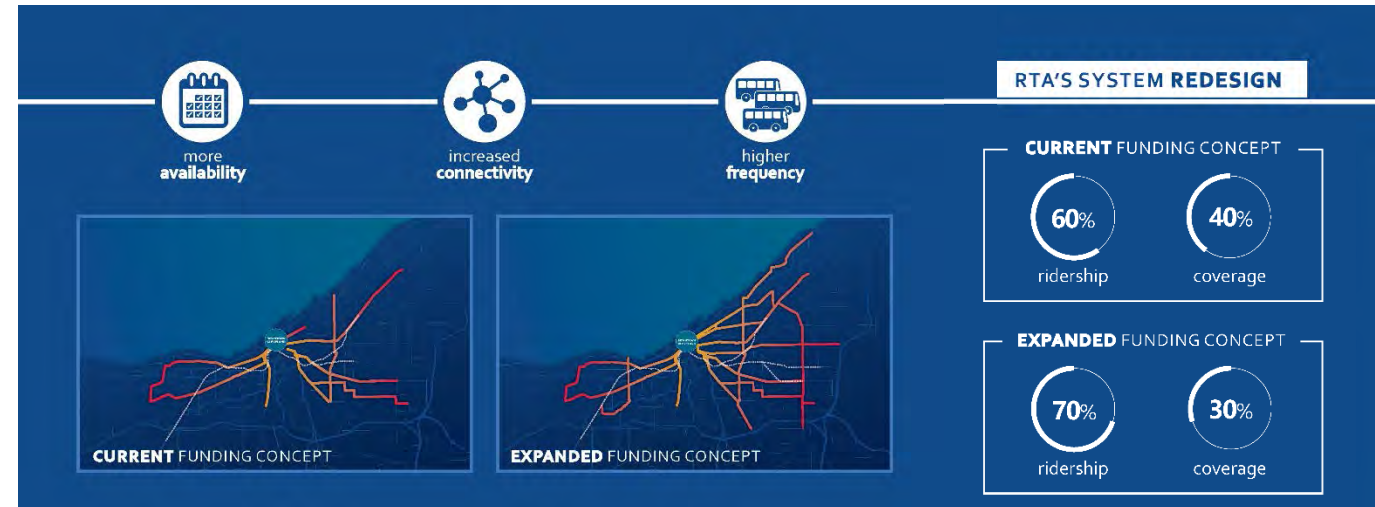 more
availability
increased
connectivity
higher
frequency
CURRENT FUNDING CONCEPT
EXPANDED FUNDING CONCEPT
RTA'S SYSTEM REDESIGN
CURRENT FUNDING CONCEPT
60%
ridership
40%
coverage
EXPANDED FUNDING CONCEPT
70%
ridership
30%
coverage